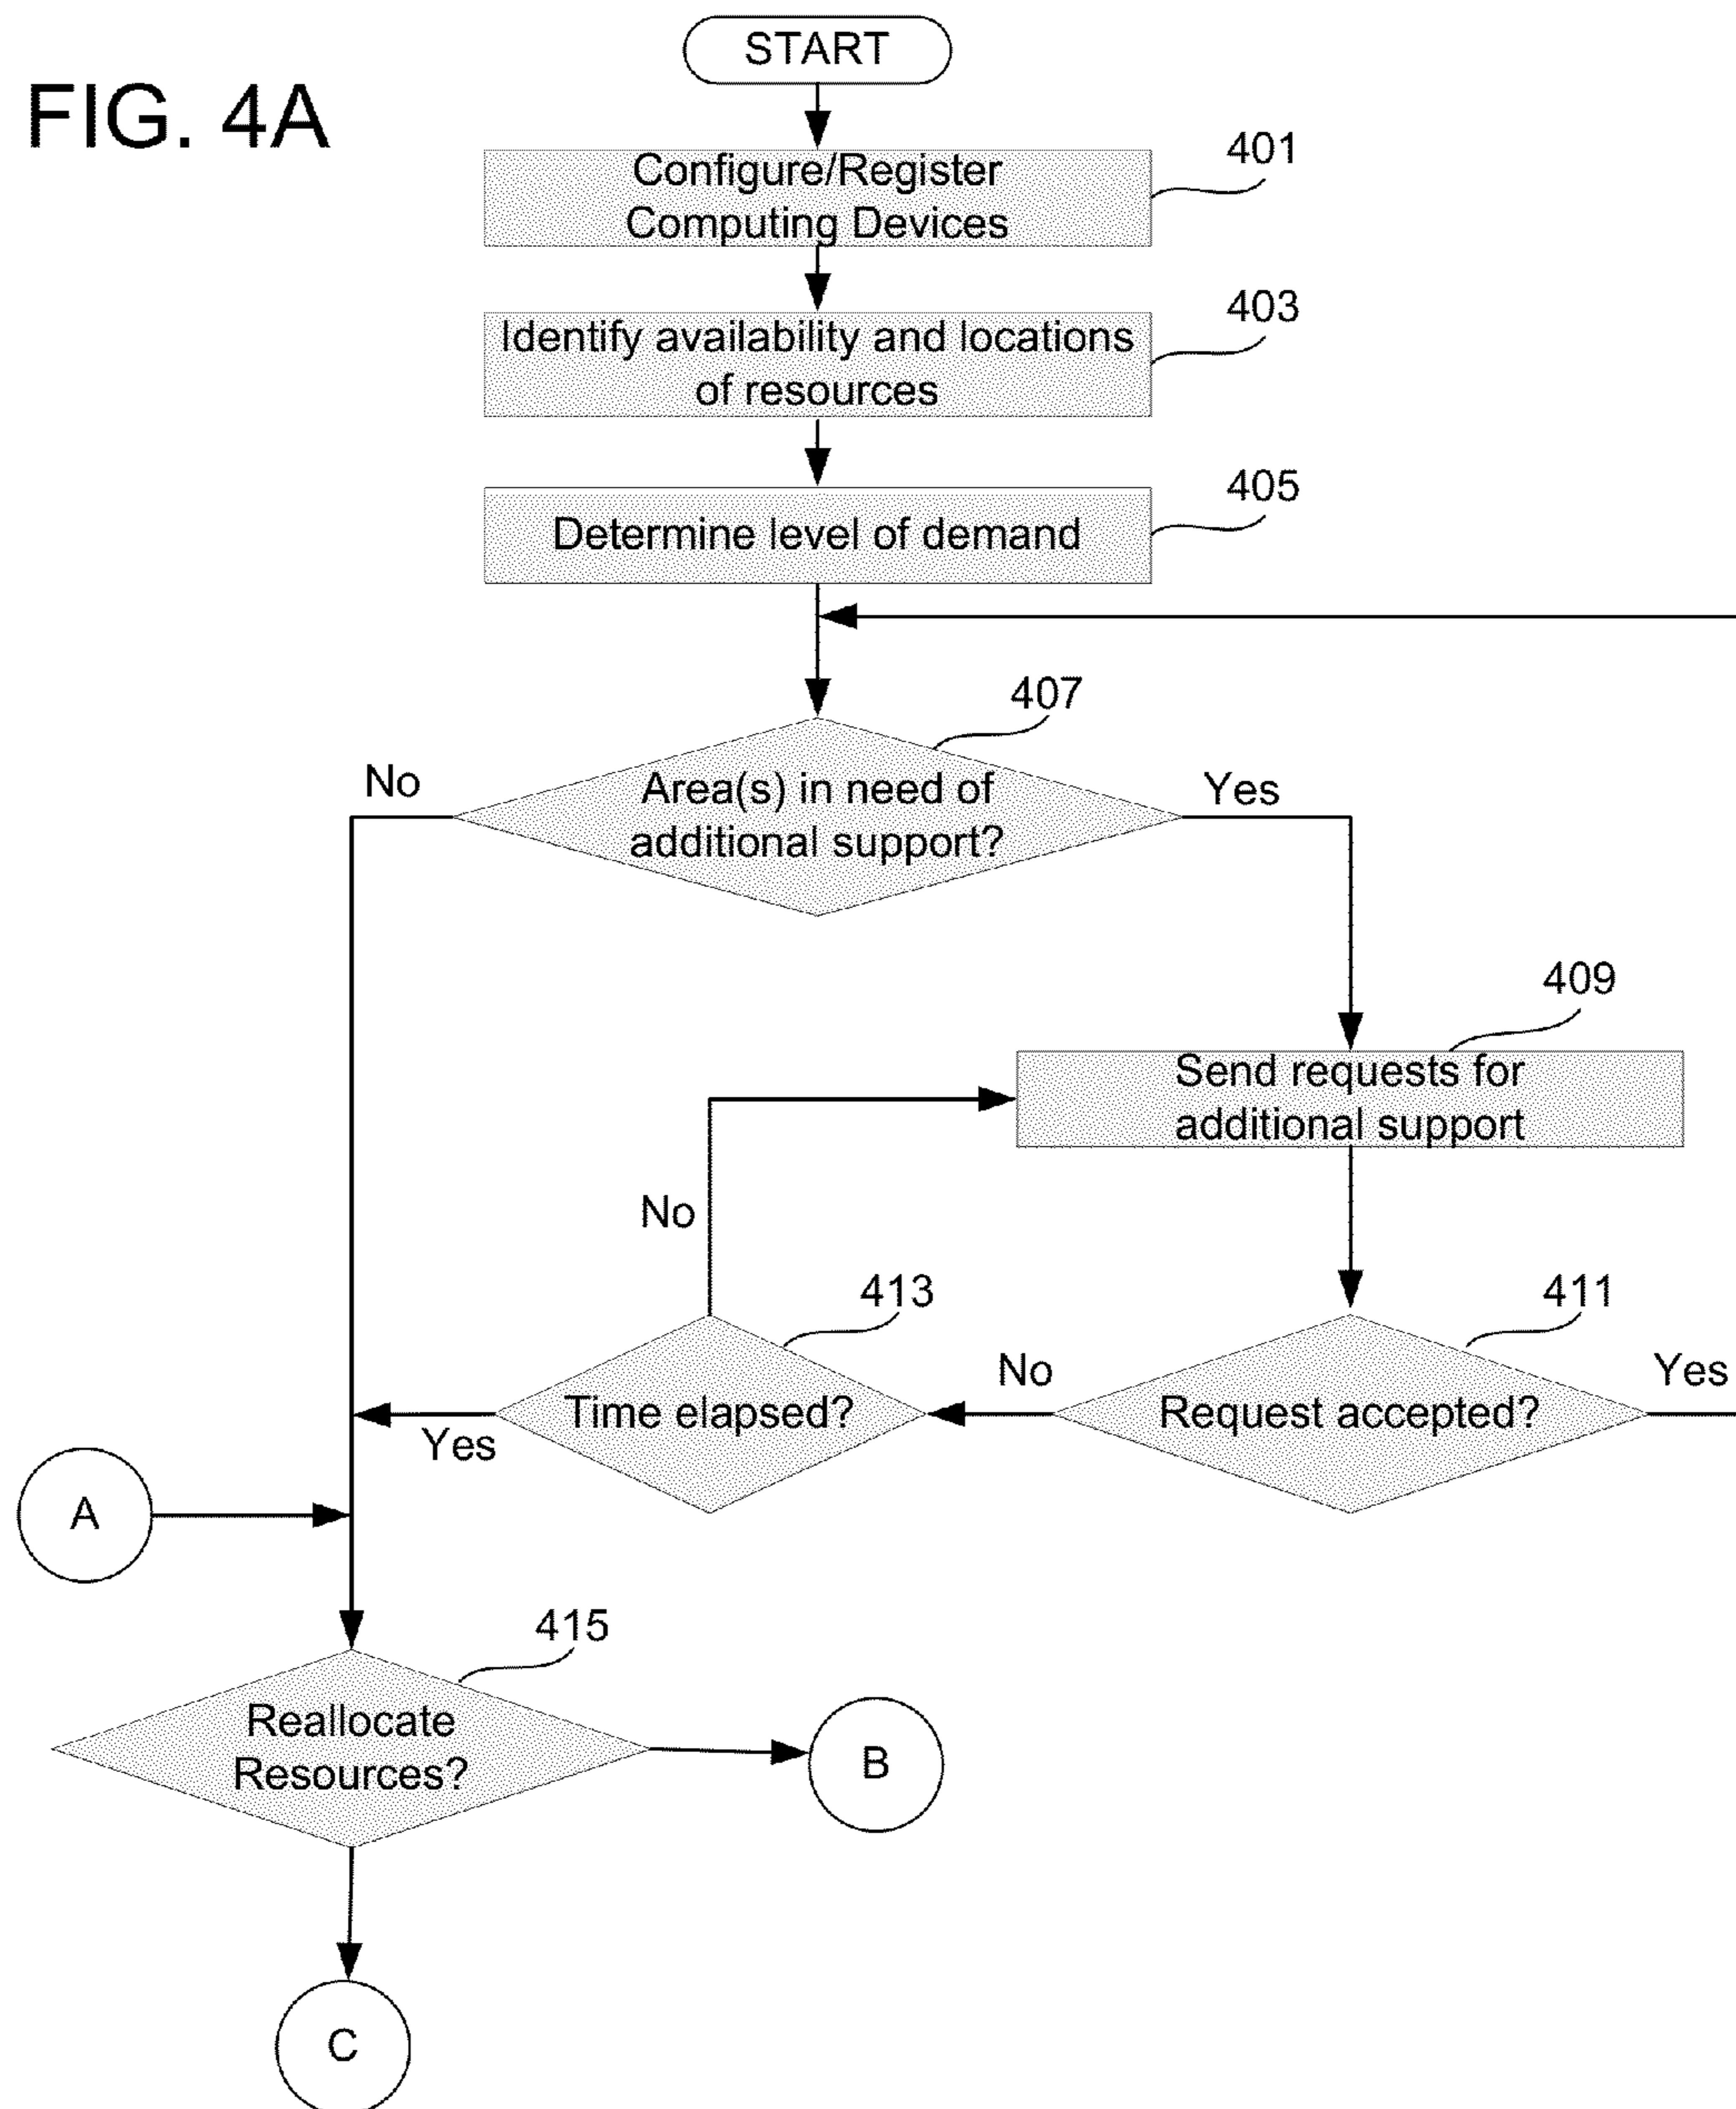 START
FIG. 4A
401
Configure/Register
Computing Devices
403
Identify availability and locations
of resources
405
Determine level of demand
407
No
Area(s) in need of
additional support?
Yes
409
Send requests for
additional support
No
413
411
No
Yes
Time elapsed?
Request accepted?
Yes
A
415
Reallocate
Resources?
B
C